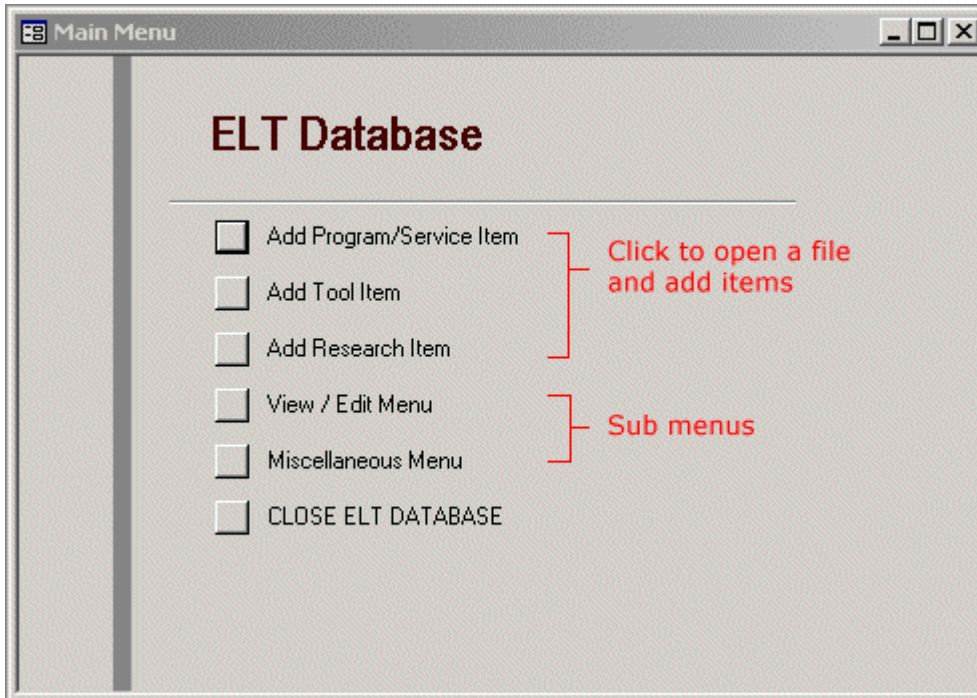 Main Menu
ELT Database
Add Program/Service Item
Add Tool Item
Add Research Item
Click to open a file
and add items
View / Edit Menu
Miscellaneous Menu
Sub menus
CLOSE ELT DATABASE